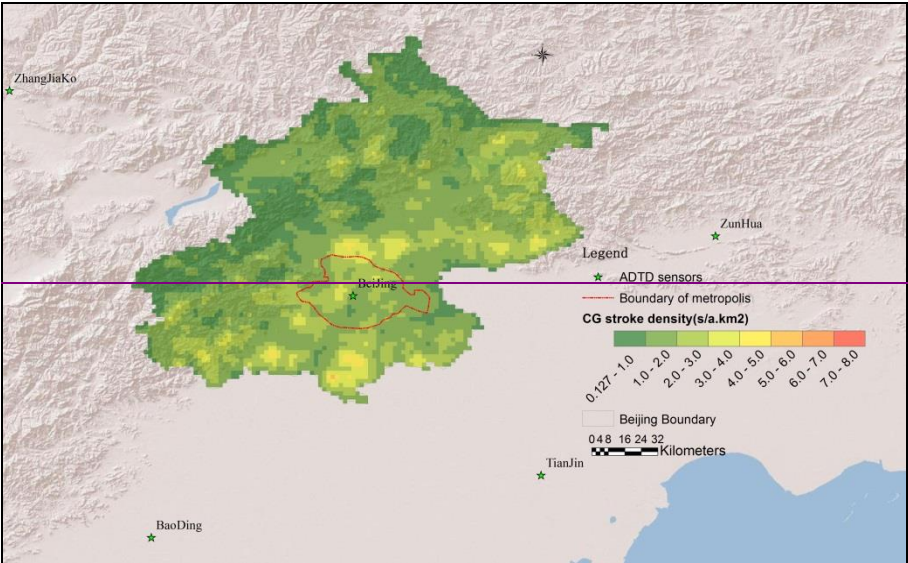 ZhangJiaKo
ZunHua
Legend
BeiJing
ADTD sensors
Boundary of metropolis
CG stroke density(s/a.km2)
0.127 - 1.0
1.0 - 2.0
2.0 - 3.0
3.0 - 4.0
4.0 - 5.0
5.0 - 6.0
6.0 - 7.0
7.0 - 8.0
Beijing Boundary
0 4 8 16 24 32
Kilometers
TianJin
BaoDing